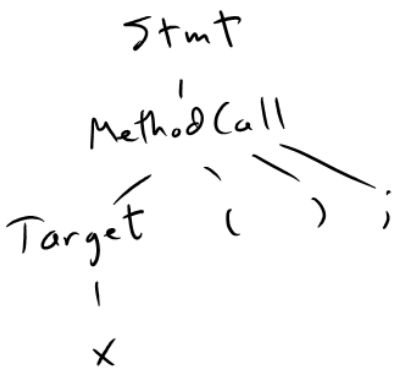 Stmt
MethodCall
Target ( ) ;
x